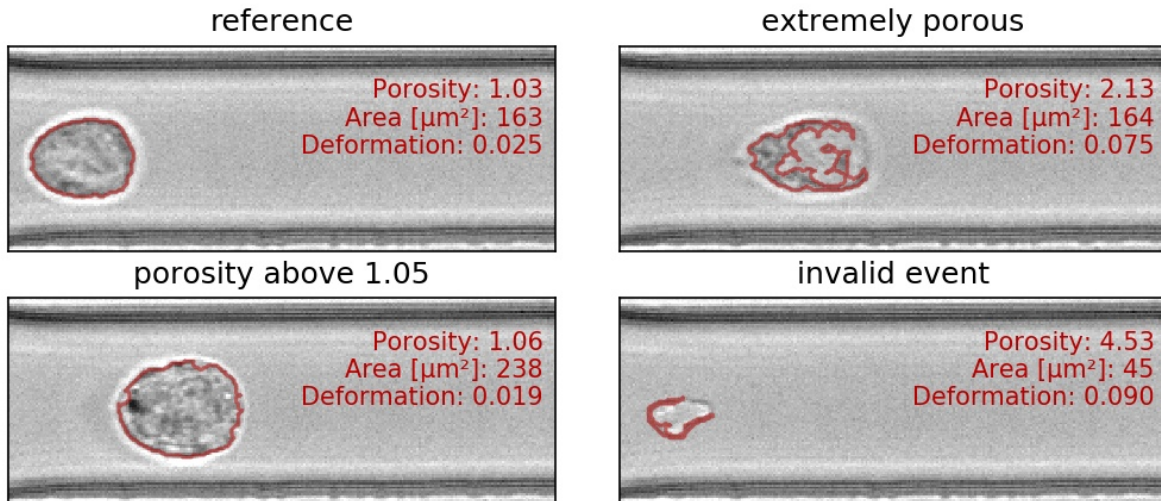 reference
Porosity: 1.03
Area [µm²]: 163
Deformation: 0.025
extremely porous
Porosity: 2.13
Area [µm²]: 164
Deformation: 0.075
porosity above 1.05
Porosity: 1.06
Area [µm²]: 238
Deformation: 0.019
invalid event
Porosity: 4.53
Area [µm²]: 45
Deformation: 0.090